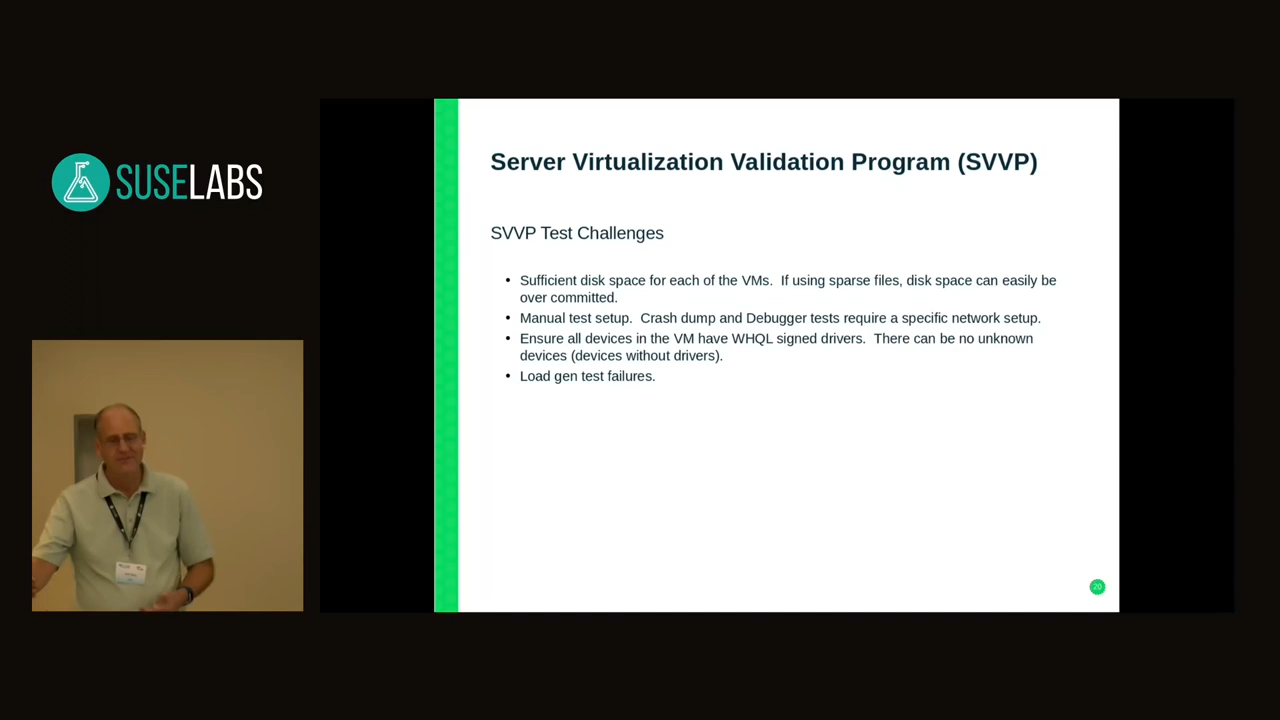 SUSELABS
Server Virtualization Validation Program (SVVP)
SVVP Test Challenges
• Sufficient disk space for each of the VMs.  If using sparse files, disk space can easily be
over committed.
• Manual test setup.  Crash dump and Debugger tests require a specific network setup.
• Ensure all devices in the VM have WHQL signed drivers.  There can be no unknown
devices (devices without drivers).
• Load gen test failures.
20